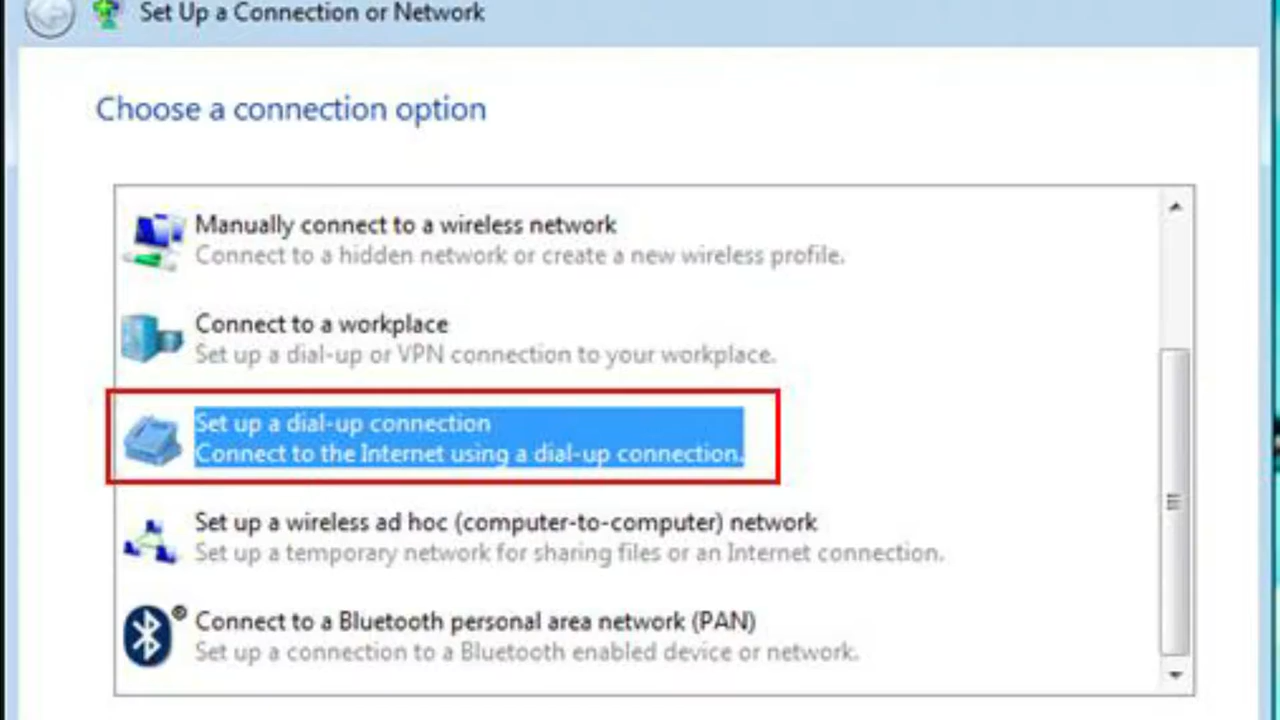 Set Up a Connection or Network
Choose a connection option
Manually connect to a wireless network
Connect to a hidden network or create a new wireless profile.
Connect to a workplace
Set up a dial-up or VPN connection to your workplace.
Set up a dial-up connection
Connect to the Internet using a dial-up connection.
Set up a wireless ad hoc (computer-to-computer) network
Set up a temporary network for sharing files or an Internet connection.
® Connect to a Bluetooth personal area network (PAN)
Set up a connection to a Bluetooth enabled device or network.